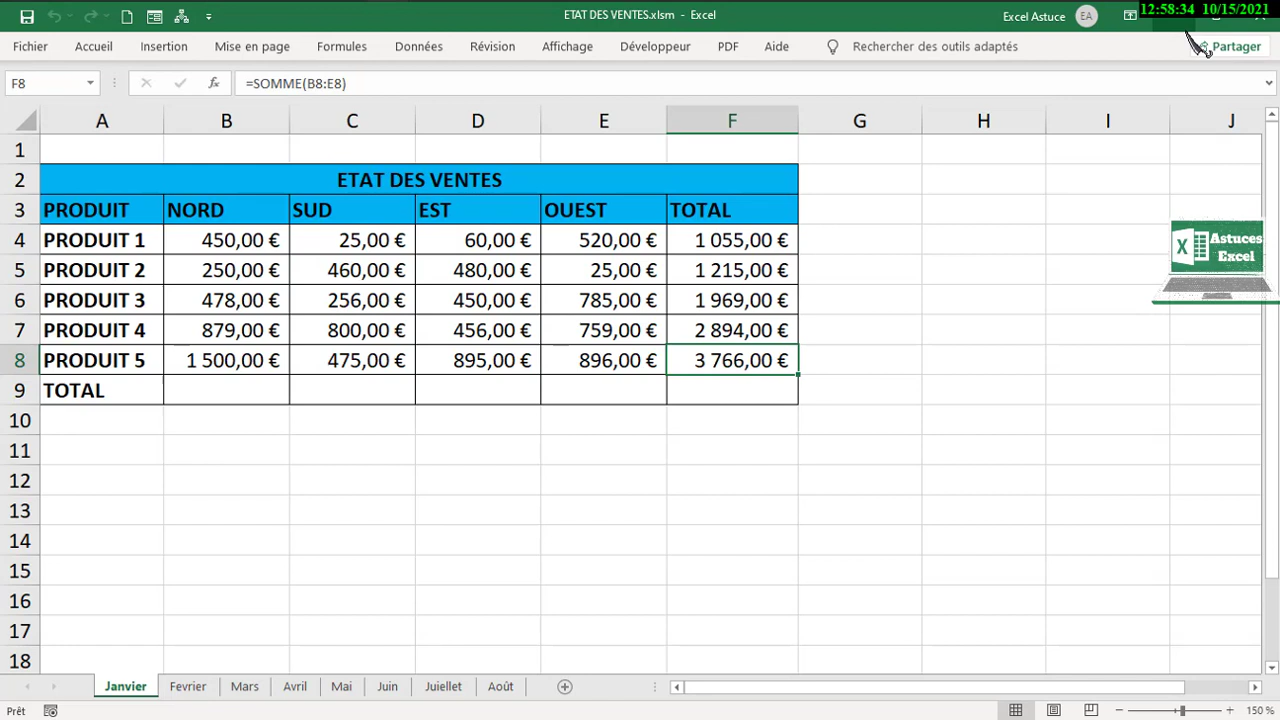 12:58:34 10/15/2021
ETAT DES VENTES.xlsm - Excel
Excel Astuce EA
Fichier Accueil Insertion Mise en page Formules Données Révision Affichage Développeur PDF Aide Rechercher des outils adaptés Partager
F8 fx =SOMME(B8:E8)
A B C D E F G H I J
1
2 ETAT DES VENTES
3 PRODUIT NORD SUD EST OUEST TOTAL
4 PRODUIT 1 450,00 € 25,00 € 60,00 € 520,00 € 1 055,00 €
5 PRODUIT 2 250,00 € 460,00 € 480,00 € 25,00 € 1 215,00 €
6 PRODUIT 3 478,00 € 256,00 € 450,00 € 785,00 € 1 969,00 €
7 PRODUIT 4 879,00 € 800,00 € 456,00 € 759,00 € 2 894,00 €
8 PRODUIT 5 1 500,00 € 475,00 € 895,00 € 896,00 € 3 766,00 €
9 TOTAL
10
11
12
13
14
15
16
17
18
X Astuces
Excel
Janvier Fevrier Mars Avril Mai Juin Juiellet Août
Prêt 150 %